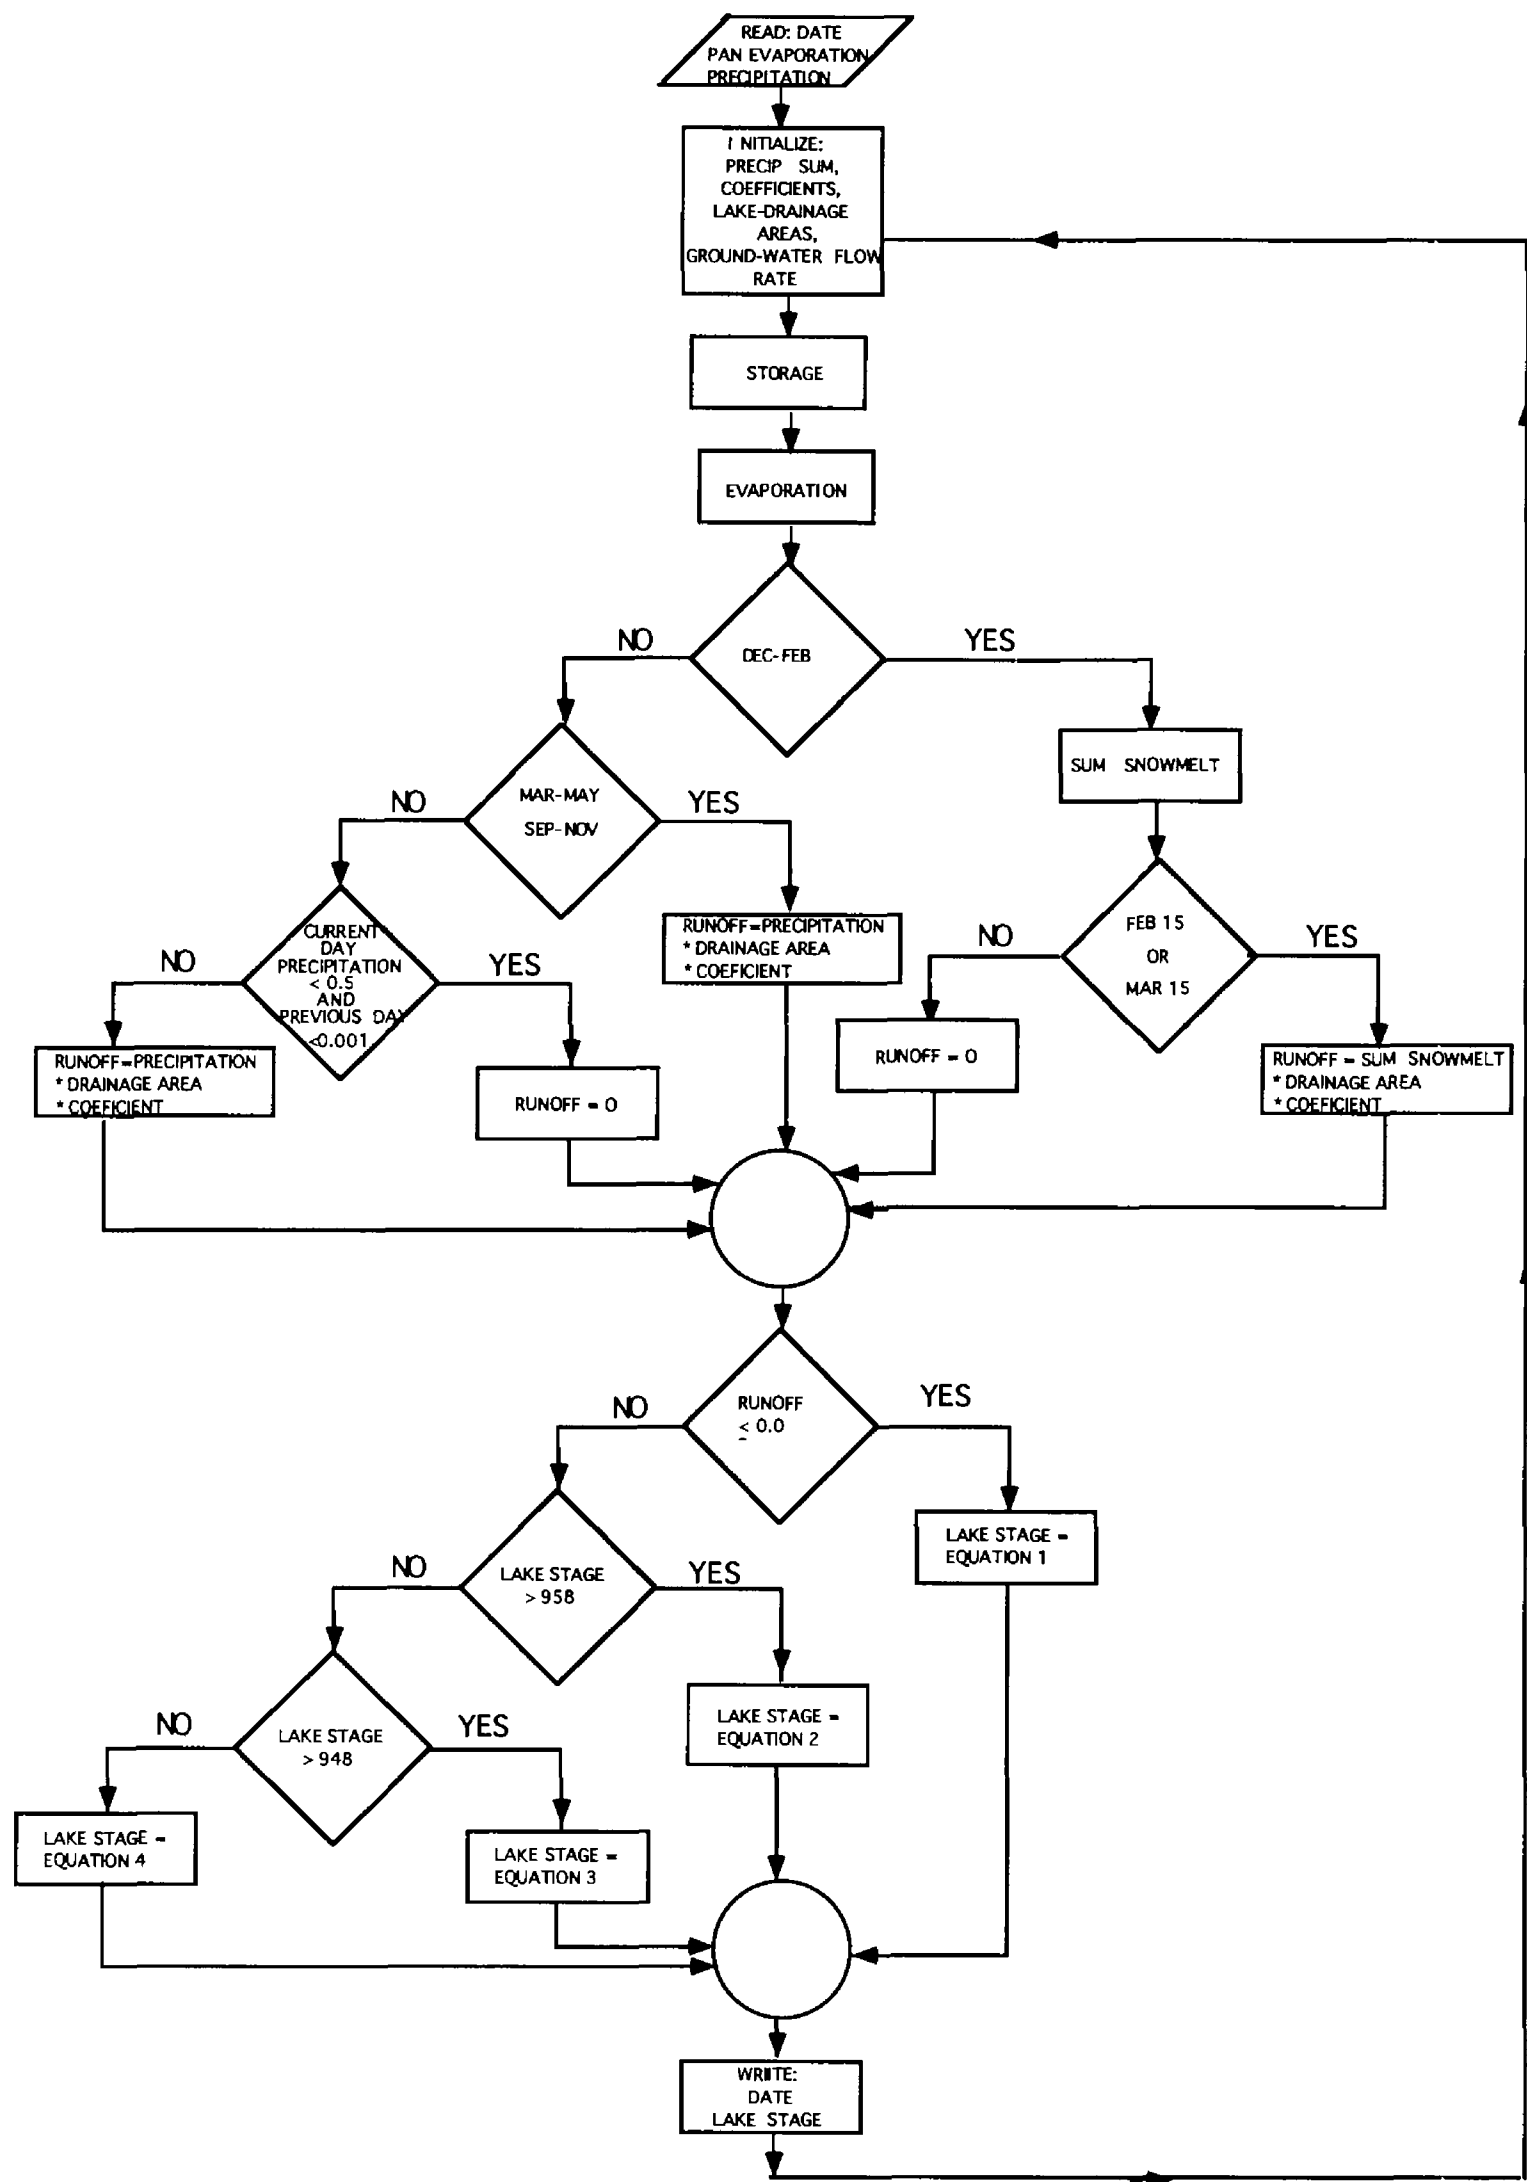 READ: DATE
PAN EVAPORATION
PRECIPITATION
INITIALIZE:
PRECIP SUM,
COEFFICIENTS,
LAKE-DRAINAGE
AREAS,
GROUND-WATER FLOW
RATE
STORAGE
EVAPORATION
DEC-FEB
NO
YES
MAR-MAY
SEP-NOV
NO
YES
SUM SNOWMELT
CURRENT
DAY
PRECIPITATION
< 0.5
AND
PREVIOUS DAY
<0.001
NO
YES
RUNOFF=PRECIPITATION
* DRAINAGE AREA
* COEFICIENT
FEB 15
OR
MAR 15
NO
YES
RUNOFF=PRECIPITATION
* DRAINAGE AREA
* COEFICIENT
RUNOFF = 0
RUNOFF = 0
RUNOFF = SUM SNOWMELT
* DRAINAGE AREA
* COEFICIENT
RUNOFF
≤ 0.0
NO
YES
LAKE STAGE
> 958
NO
YES
LAKE STAGE =
EQUATION 1
LAKE STAGE
> 948
NO
YES
LAKE STAGE =
EQUATION 2
LAKE STAGE =
EQUATION 4
LAKE STAGE =
EQUATION 3
WRITE:
DATE
LAKE STAGE